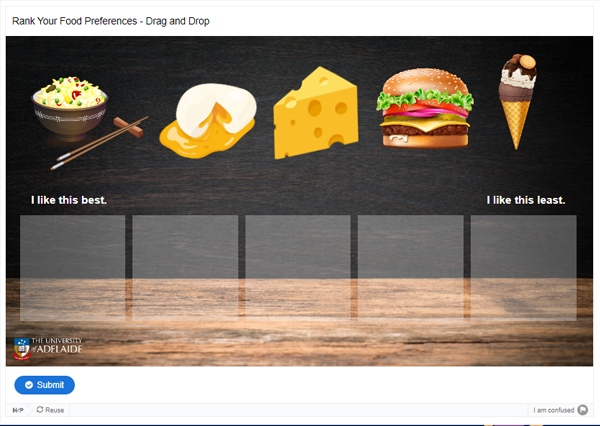 Rank Your Food Preferences - Drag and Drop
I like this best.
I like this least.
THE UNIVERSITY
of ADELAIDE
Submit
H-P
Reuse
I am confused